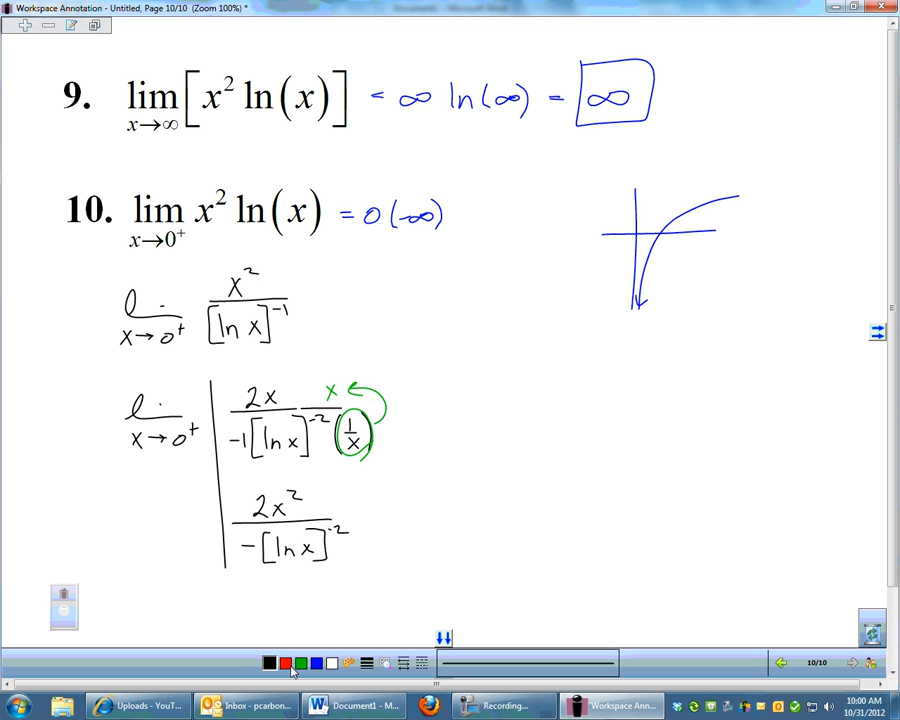 Workspace Annotation - Untitled, Page 10/10 (Zoom 100%) *
9. lim x→∞ [x² ln(x)] = ∞ ln(∞) = ∞
10. lim x→0⁺ x² ln(x) = 0(-∞)
x²
lim x→0⁺ [ln x]⁻¹
2x x
lim x→0⁺ -1[ln x]⁻² (1/x)
2x²
-[ln x]⁻²
10/10
Uploads - YouT...
Inbox - pcarbon...
Document1 - M...
Recording...
Workspace Ann...
10:00 AM
10/31/2012